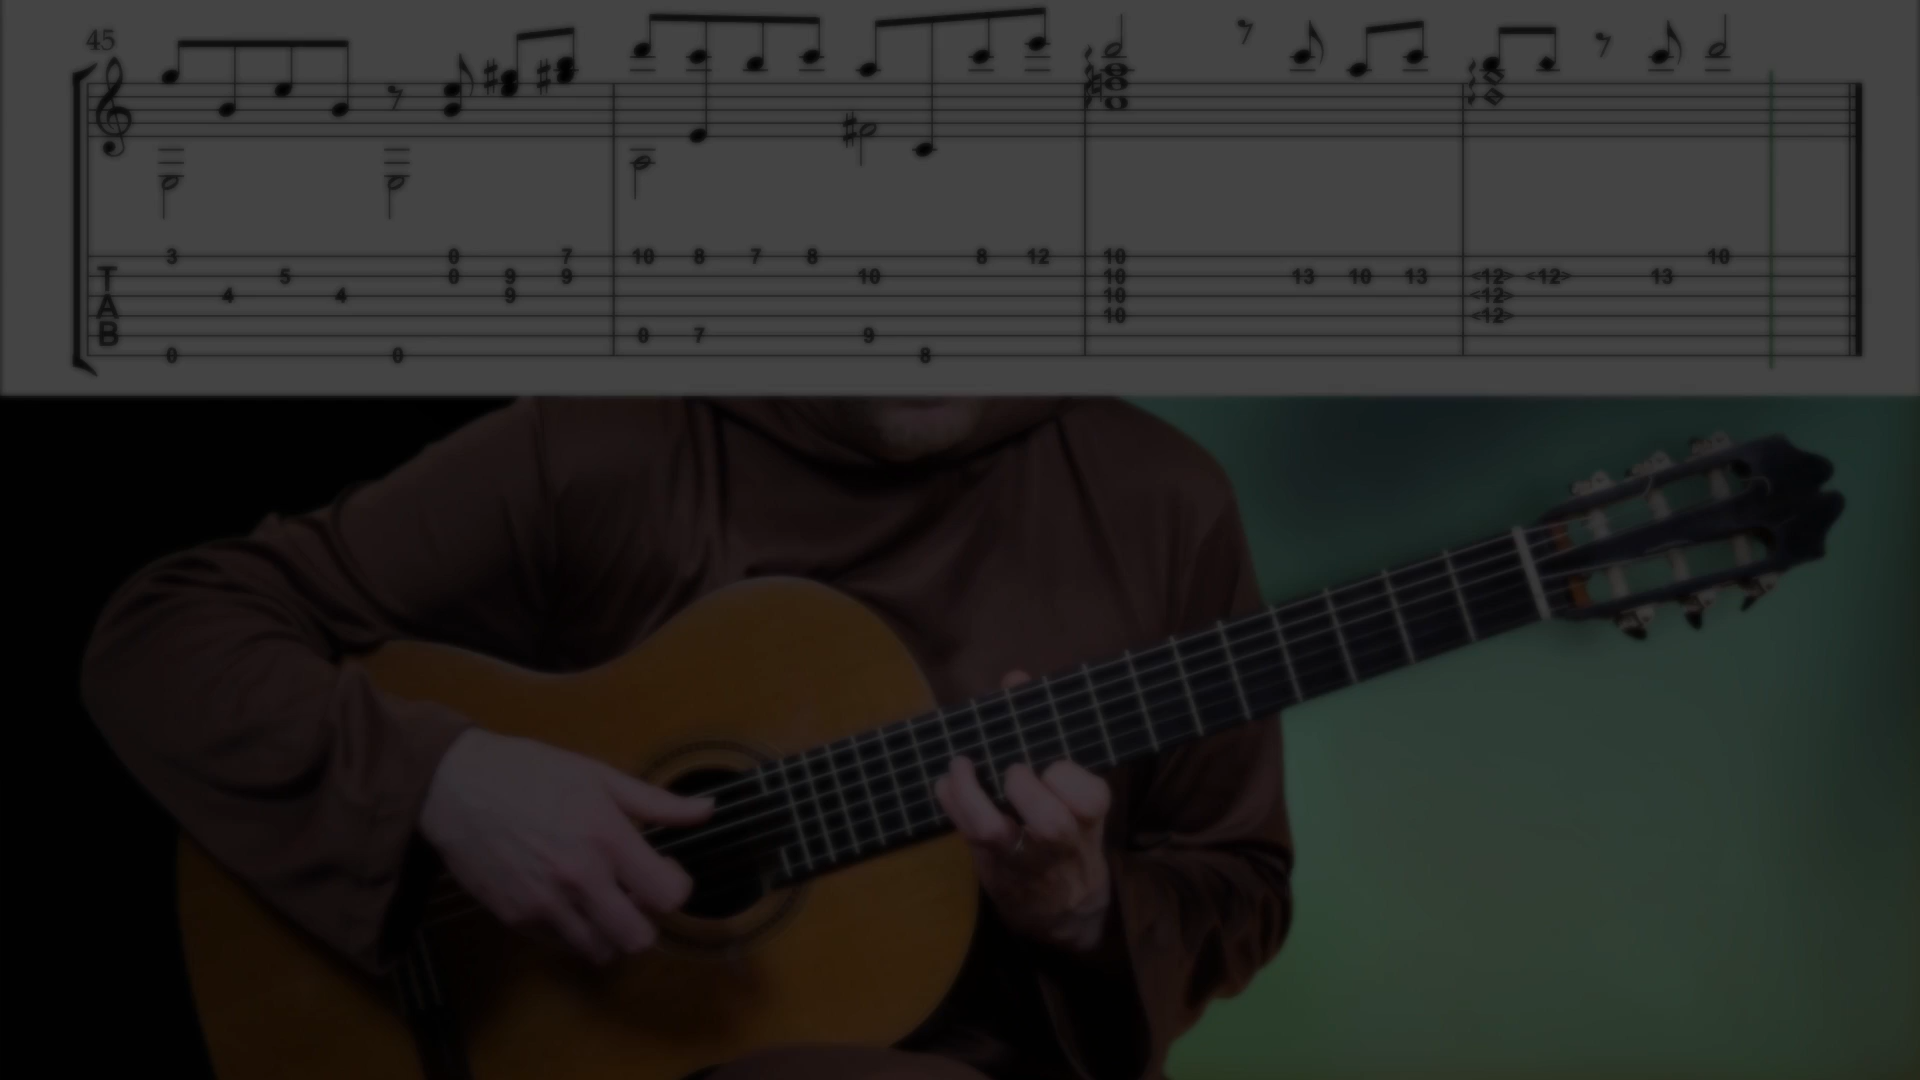 45
3 0 7 10 8 7 8 8 12 10 10
T 5 0 9 9 10 10 13 10 13 <12> <12> 13
A 4 4 9 10 <12>
10 <12>
B 0 7 9
0 0 8